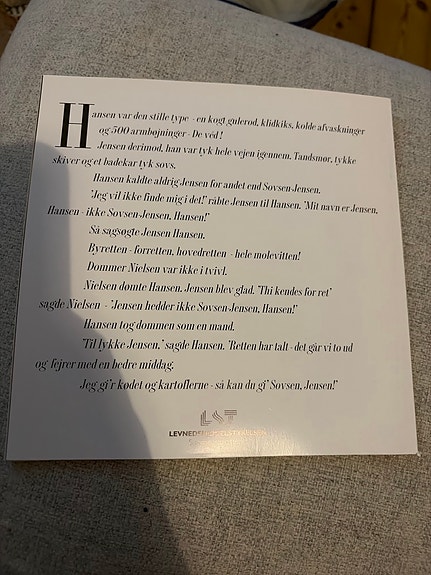 Hansen var den stille type - en kogt gulerod, klidkiks, kolde afvaskninger
og 500 armbøjninger - De véd!
Jensen derimod, han var tyk hele vejen igennem. Tandsmør, tykke
skiver og et badekar tyk sovs.
Hansen kaldte aldrig Jensen for andet end Sovsen-Jensen.
'Jeg vil ikke finde mig i det!' råbte Jensen til Hansen. 'Mit navn er Jensen,
Hansen - ikke Sovsen-Jensen, Hansen!'
Så sagsøgte Jensen Hansen.
Byretten - forretten, hovedretten - hele molevitten!
Dommer Nielsen var ikke i tvivl.
Nielsen dømte Hansen. Jensen blev glad. 'Thi kendes for ret'
sagde Nielsen - 'Jensen hedder ikke Sovsen-Jensen, Hansen!'
Hansen tog dommen som en mand.
'Til lykke Jensen,' sagde Hansen. 'Retten har talt - det går vi to ud
og fejrer med en bedre middag.
Jeg gi'r kødet og kartoflerne - så kan du gi' Sovsen, Jensen!'
LST